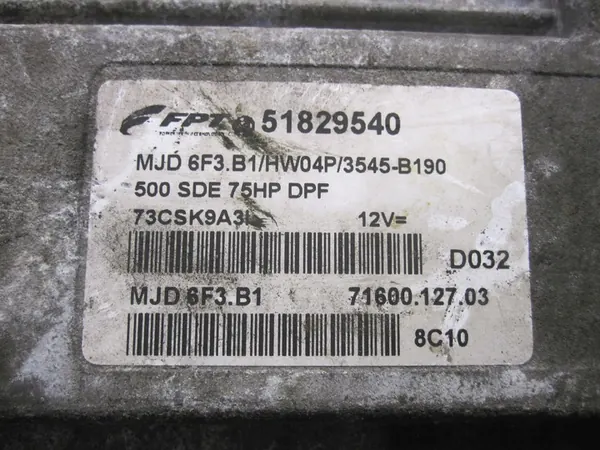 FPT 51829540
MJD 6F3.B1/HW04P/3545-B190
500 SDE 75HP DPF
73CSK9A3 12V=
D032
MJD 6F3.B1 71600.127.03
8C10